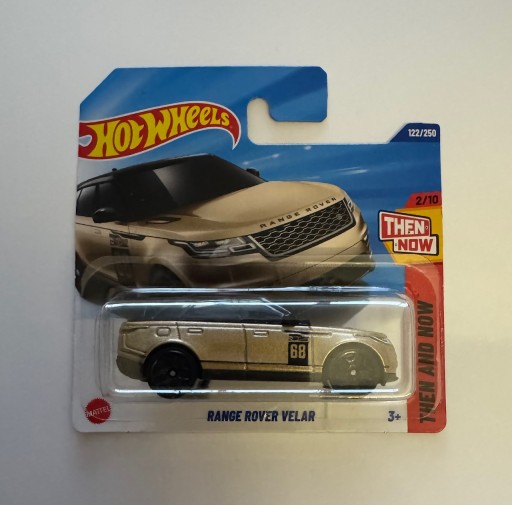 HOT WHEELS
122/250
2/10
RANGE ROVER
THEN
NOW
THEN AND NOW
68
MATTEL
RANGE ROVER VELAR
3+